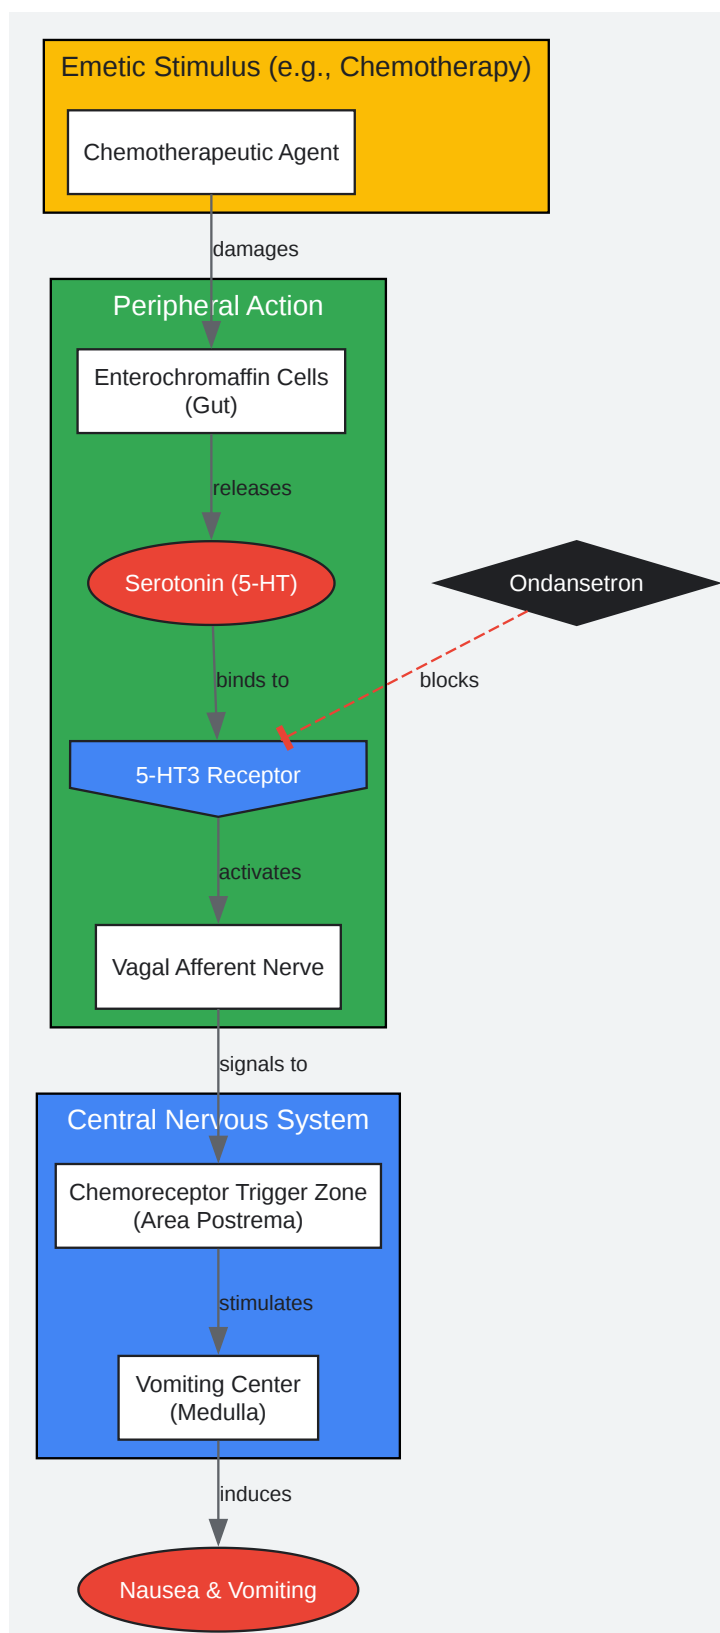 Emetic Stimulus (e.g., Chemotherapy)
Chemotherapeutic Agent
damages
Peripheral Action
Enterochromaffin Cells
(Gut)
releases
Serotonin (5-HT)
Ondansetron
binds to
blocks
5-HT3 Receptor
activates
Vagal Afferent Nerve
signals to
Central Nervous System
Chemoreceptor Trigger Zone
(Area Postrema)
stimulates
Vomiting Center
(Medulla)
induces
Nausea & Vomiting